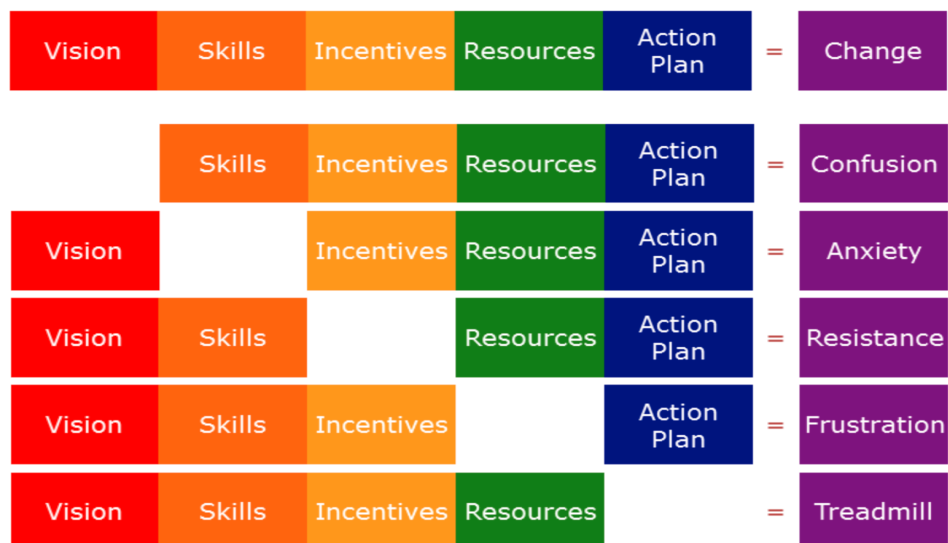 Vision Skills Incentives Resources Action Plan = Change
Skills Incentives Resources Action Plan = Confusion
Vision Incentives Resources Action Plan = Anxiety
Vision Skills Resources Action Plan = Resistance
Vision Skills Incentives Action Plan = Frustration
Vision Skills Incentives Resources = Treadmill